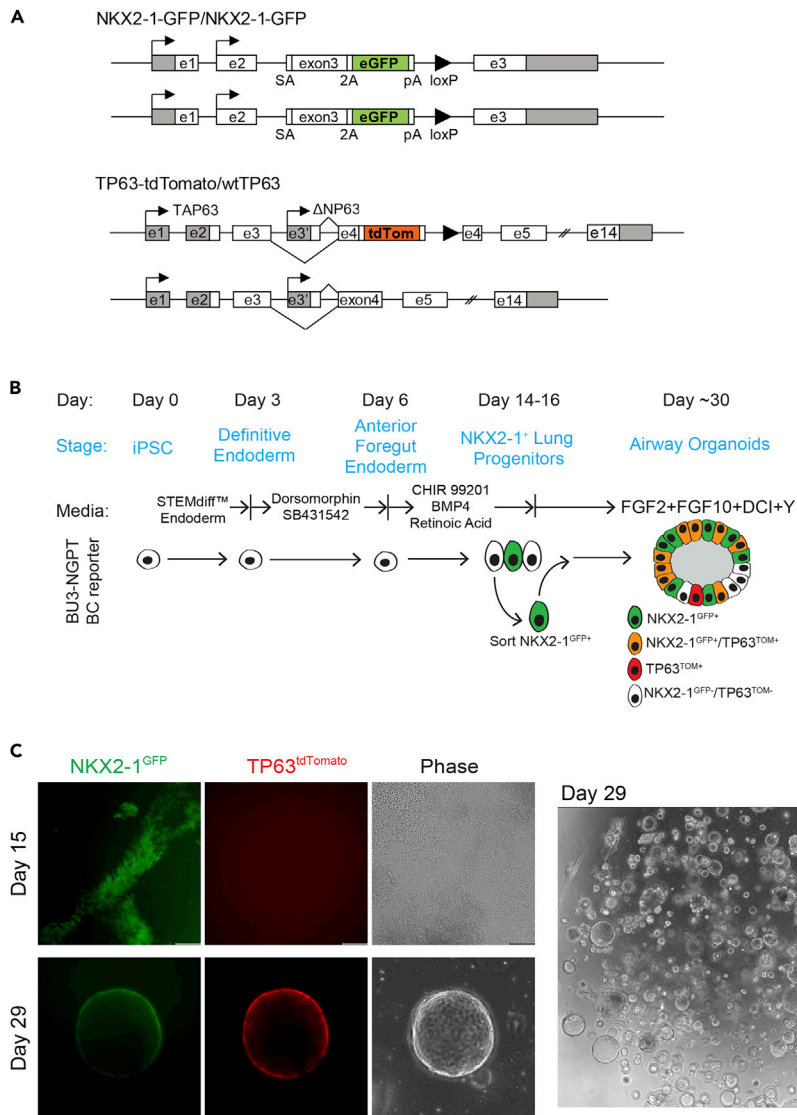 A
NKX2-1-GFP/NKX2-1-GFP
e1 e2 exon3 eGFP e3
SA 2A pA loxP
e1 e2 exon3 eGFP e3
SA 2A pA loxP
TP63-tdTomato/wtTP63
TAP63 ΔNP63
e1 e2 e3 e3' e4 tdTom e4 e5 e14
e1 e2 e3 e3' exon4 e5 e14
B
Day: Day 0 Day 3 Day 6 Day 14-16 Day ~30
Stage: iPSC Definitive Endoderm Anterior Foregut Endoderm NKX2-1⁺ Lung Progenitors Airway Organoids
Media: STEMdiff™ Endoderm Dorsomorphin SB431542 CHIR 99201 BMP4 Retinoic Acid FGF2+FGF10+DCI+Y
BU3-NGPT
BC reporter
Sort NKX2-1GFP+
NKX2-1GFP+
NKX2-1GFP+/TP63TOM+
TP63TOM+
NKX2-1GFP-/TP63TOM-
C
NKX2-1GFP TP63tdTomato Phase
Day 15
Day 29
Day 29